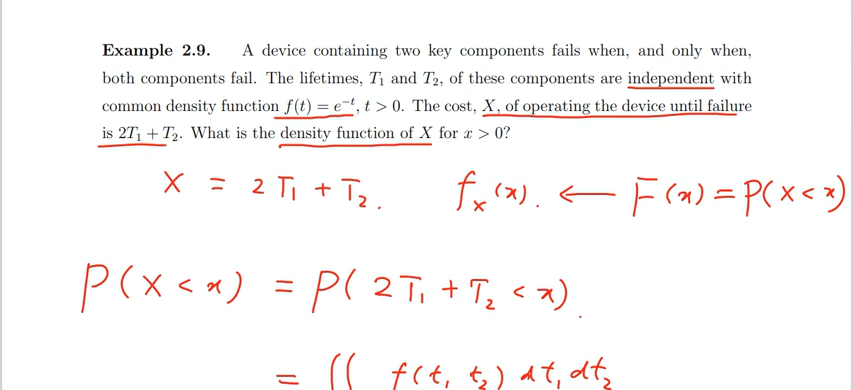 Example 2.9. A device containing two key components fails when, and only when,
both components fail. The lifetimes, T₁ and T₂, of these components are independent with
common density function f(t) = e⁻ᵗ, t > 0. The cost, X, of operating the device until failure
is 2T₁ + T₂. What is the density function of X for x > 0?
X = 2T₁ + T₂. fₓ(x). ← F(x) = P(X < x)
P(X < x) = P(2T₁ + T₂ < x).
= ∫∫ f(t₁, t₂) dt₁ dt₂